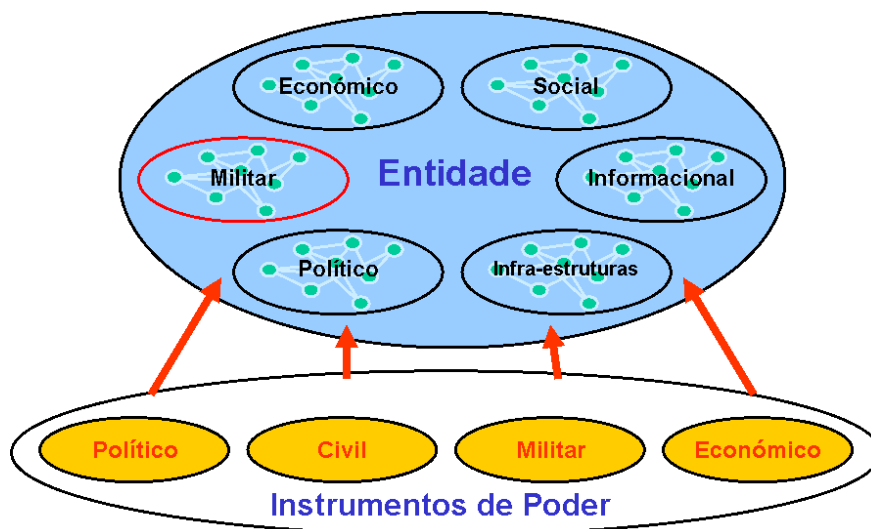 Económico
Social
Militar
Entidade
Informacional
Político
Infra-estruturas
Político
Civil
Militar
Económico
Instrumentos de Poder